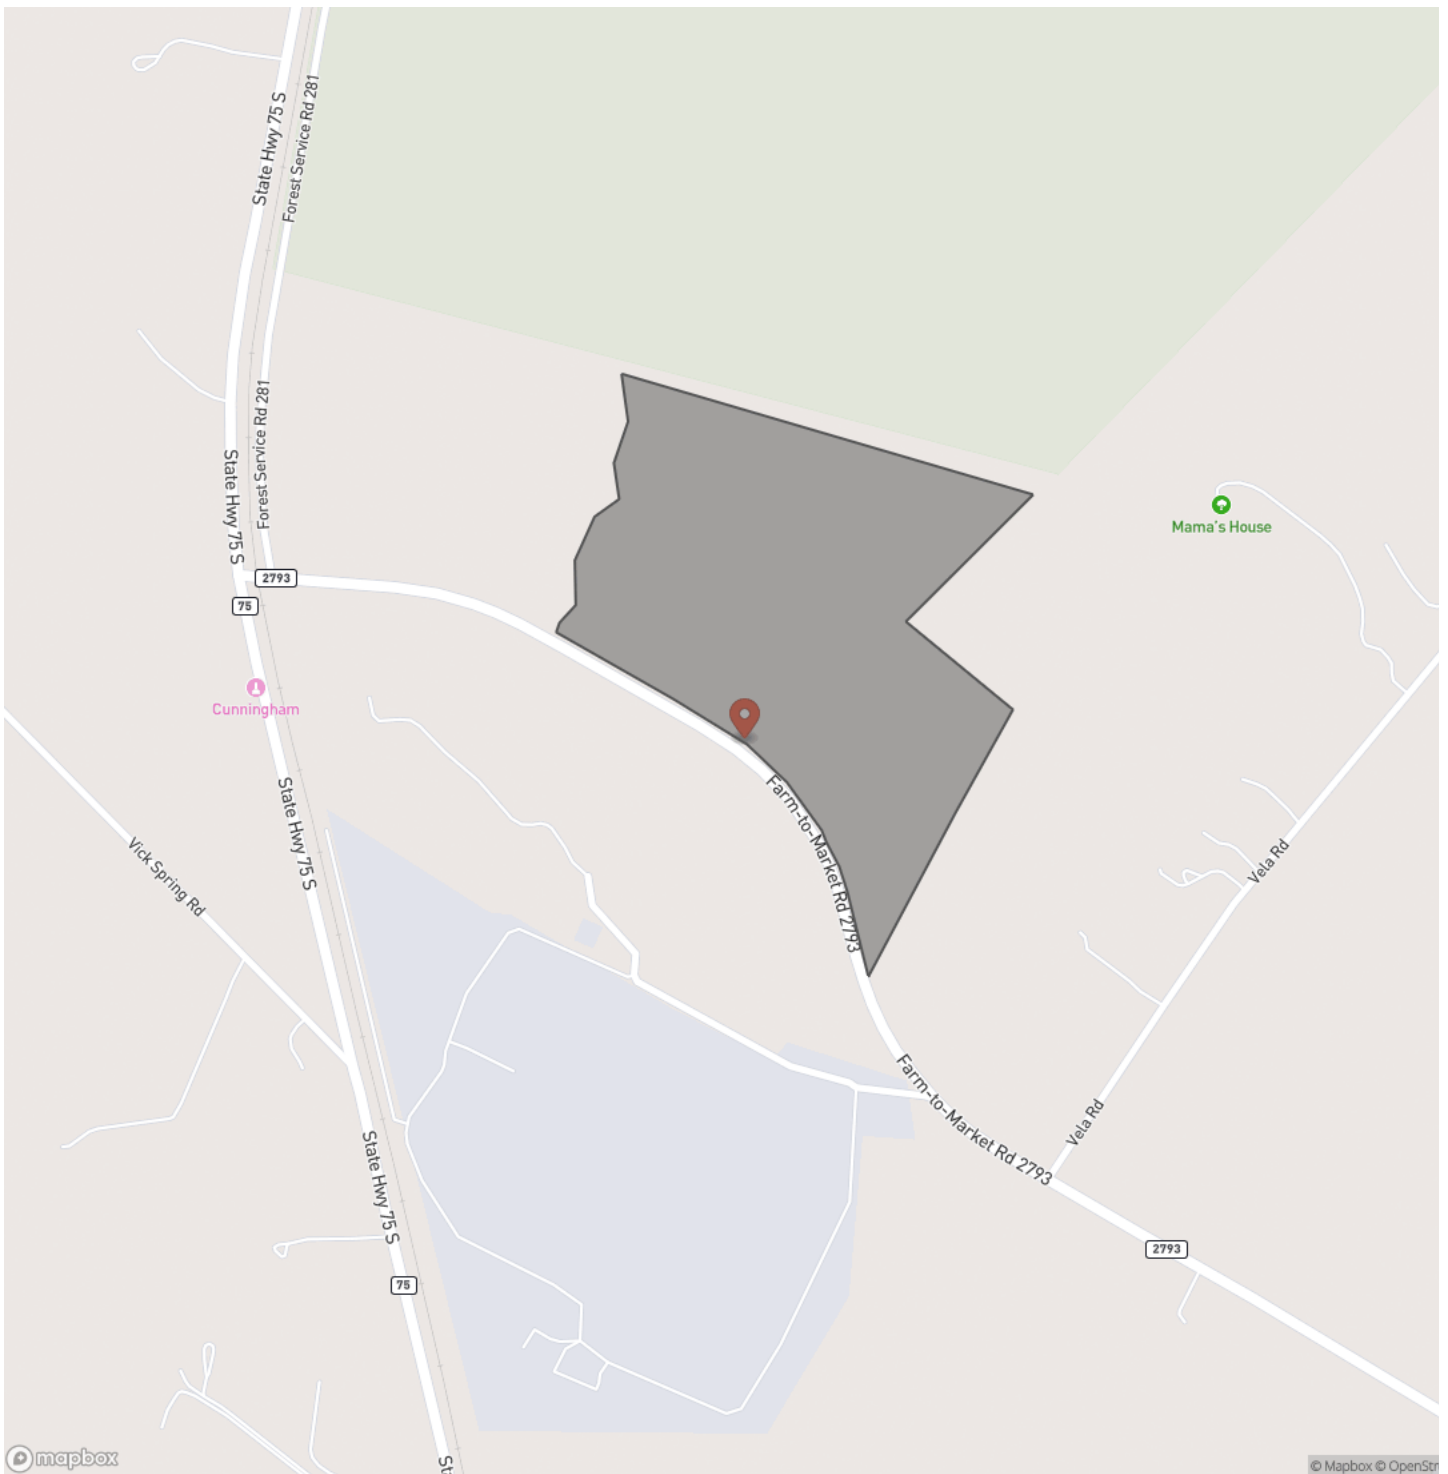 State Hwy 75 S
Forest Service Rd 281
Forest Service Rd 281
State Hwy 75 S
Mama's House
2793
75
Cunningham
State Hwy 75 S
Farm-to-Market Rd 2793
Vick Spring Rd
Vela Rd
Farm-to-Market Rd 2793
Vela Rd
State Hwy 75 S
2793
75
mapbox
© Mapbox © OpenStr